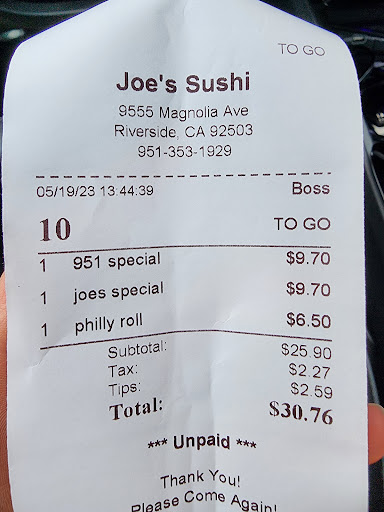 TO GO
Joe's Sushi
9555 Magnolia Ave
Riverside, CA 92503
951-353-1929
05/19/23 13:44:39 Boss
10 TO GO
1 951 special $9.70
1 joes special $9.70
1 philly roll $6.50
Subtotal: $25.90
Tax: $2.27
Tips: $2.59
Total: $30.76
*** Unpaid ***
Thank You!
Please Come Again!